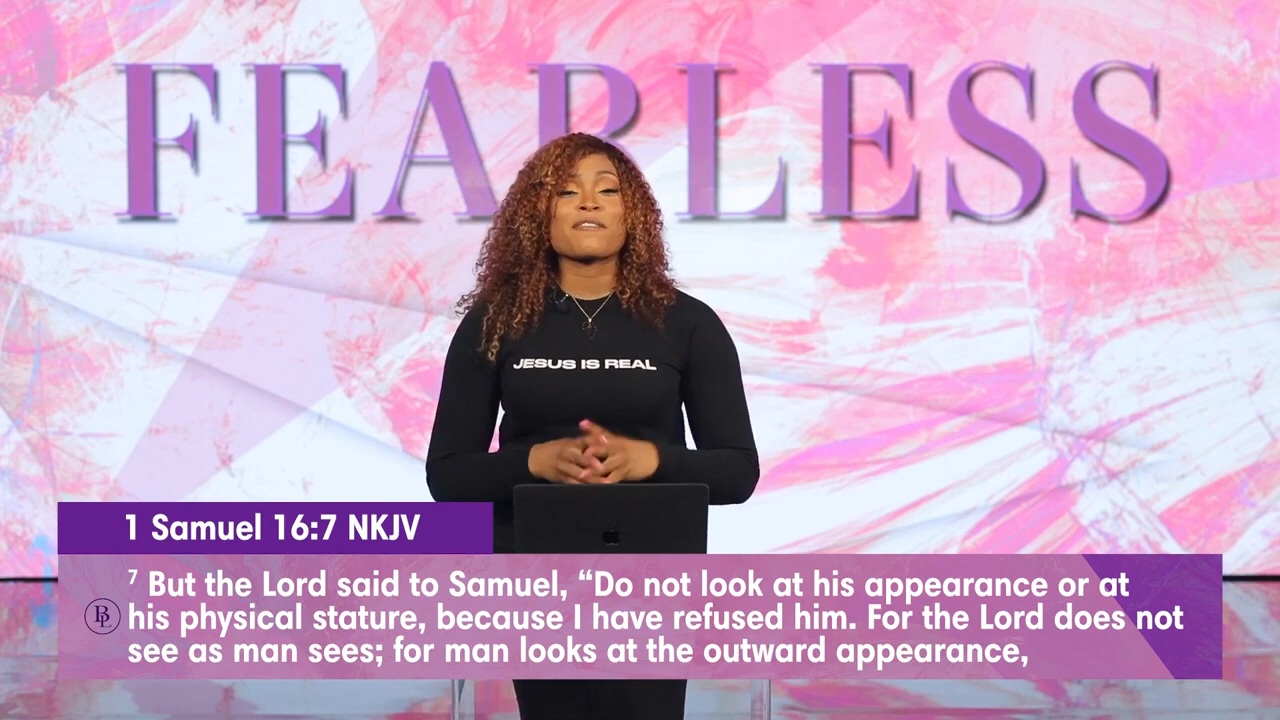 FEARLESS
JESUS IS REAL
1 Samuel 16:7 NKJV
7 But the Lord said to Samuel, “Do not look at his appearance or at
BL
his physical stature, because I have refused him. For the Lord does not
see as man sees; for man looks at the outward appearance,